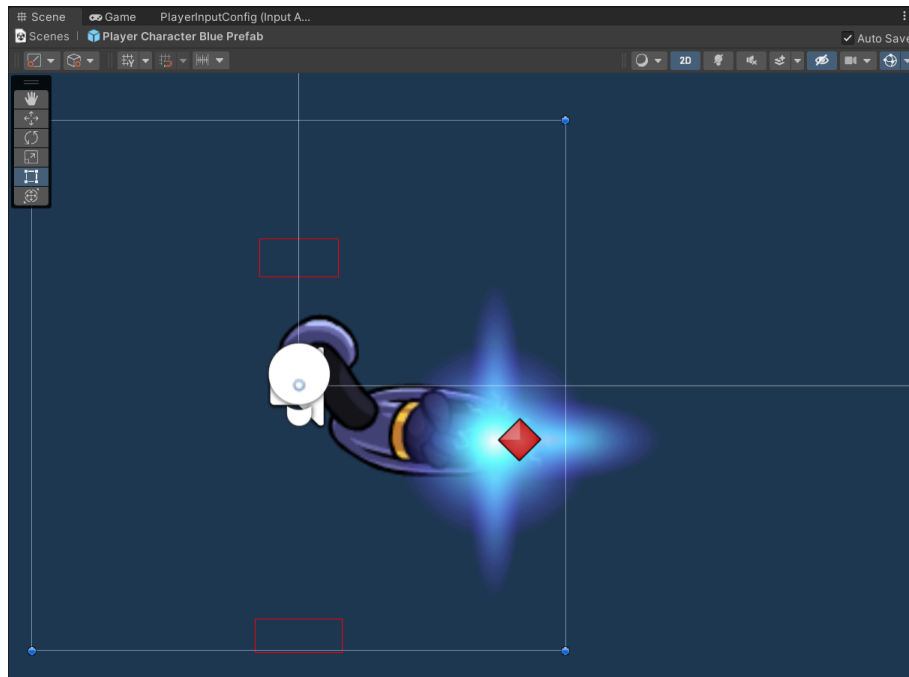 Scene Game PlayerInputConfig (Input A...
Scenes | Player Character Blue Prefab
Auto Save
2D